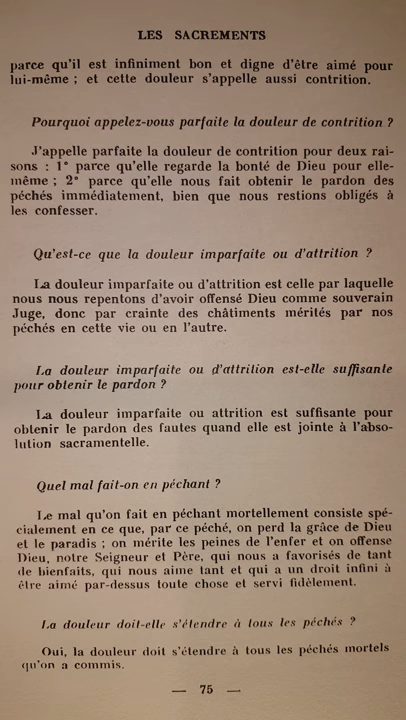 LES SACREMENTS
parce qu'il est infiniment bon et digne d'être aimé pour
lui-même ; et cette douleur s'appelle aussi contrition.
Pourquoi appelez-vous parfaite la douleur de contrition ?
J'appelle parfaite la douleur de contrition pour deux rai-
sons : 1° parce qu'elle regarde la bonté de Dieu pour elle-
même ; 2° parce qu'elle nous fait obtenir le pardon des
péchés immédiatement, bien que nous restions obligés à
les confesser.
Qu'est-ce que la douleur imparfaite ou d'attrition ?
La douleur imparfaite ou d'attrition est celle par laquelle
nous nous repentons d'avoir offensé Dieu comme souverain
Juge, donc par crainte des châtiments mérités par nos
péchés en cette vie ou en l'autre.
La douleur imparfaite ou d'attrition est-elle suffisante
pour obtenir le pardon ?
La douleur imparfaite ou attrition est suffisante pour
obtenir le pardon des fautes quand elle est jointe à l'abso-
lution sacramentelle.
Quel mal fait-on en péchant ?
Le mal qu'on fait en péchant mortellement consiste spé-
cialement en ce que, par ce péché, on perd la grâce de Dieu
et le paradis ; on mérite les peines de l'enfer et on offense
Dieu, notre Seigneur et Père, qui nous a favorisés de tant
de bienfaits, qui nous aime tant et qui a un droit infini à
être aimé par-dessus toute chose et servi fidèlement.
La douleur doit-elle s'étendre à tous les péchés ?
Oui, la douleur doit s'étendre à tous les péchés mortels
qu'on a commis.
— 75 —